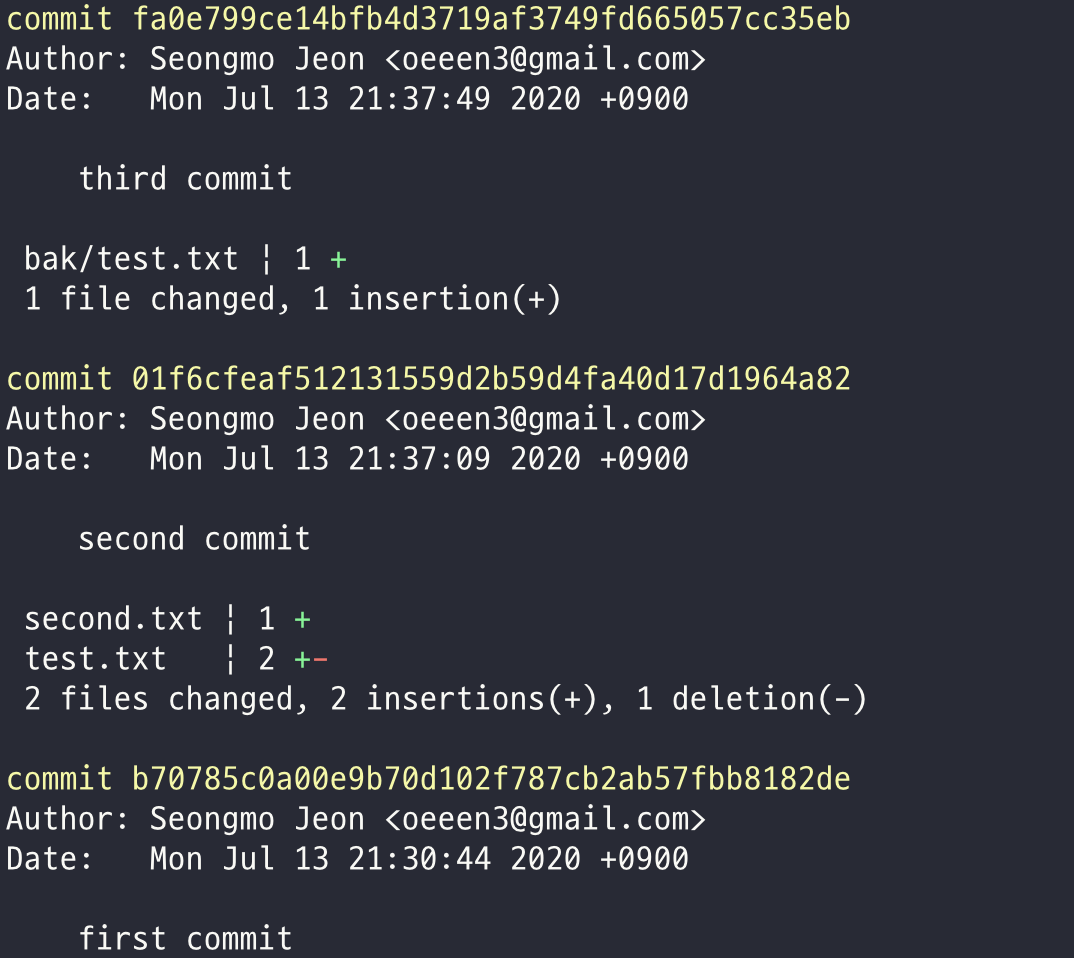 commit fa0e799ce14bfb4d3719af3749fd665057cc35eb
Author: Seongmo Jeon <oeeen3@gmail.com>
Date:   Mon Jul 13 21:37:49 2020 +0900
    third commit
 bak/test.txt ¦ 1 +
 1 file changed, 1 insertion(+)
commit 01f6cfeaf512131559d2b59d4fa40d17d1964a82
Author: Seongmo Jeon <oeeen3@gmail.com>
Date:   Mon Jul 13 21:37:09 2020 +0900
    second commit
 second.txt ¦ 1 +
 test.txt   ¦ 2 +-
 2 files changed, 2 insertions(+), 1 deletion(-)
commit b70785c0a00e9b70d102f787cb2ab57fbb8182de
Author: Seongmo Jeon <oeeen3@gmail.com>
Date:   Mon Jul 13 21:30:44 2020 +0900
    first commit